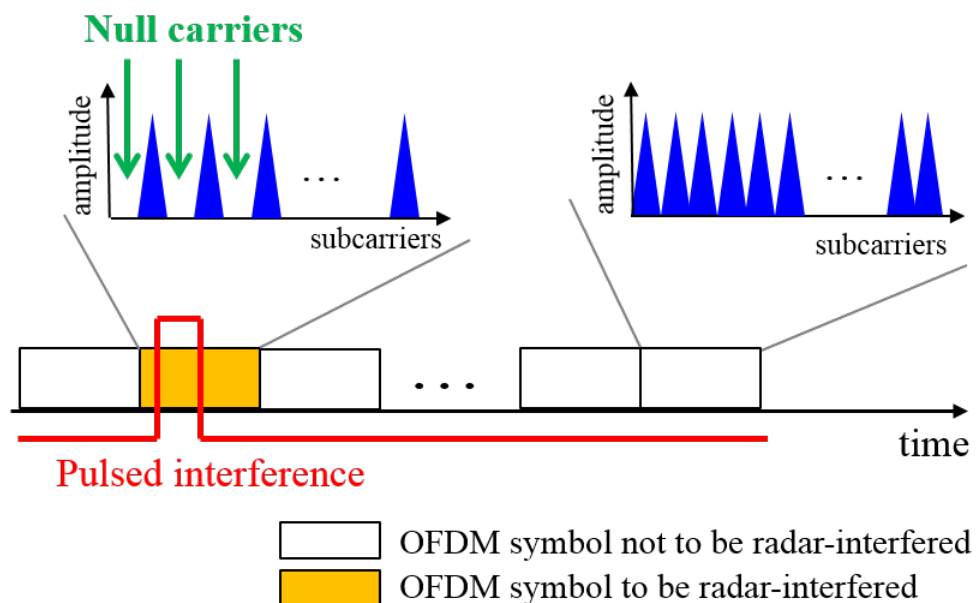 Null carriers
amplitude
. . .
subcarriers
amplitude
. . .
subcarriers
. . .
time
Pulsed interference
OFDM symbol not to be radar-interfered
OFDM symbol to be radar-interfered